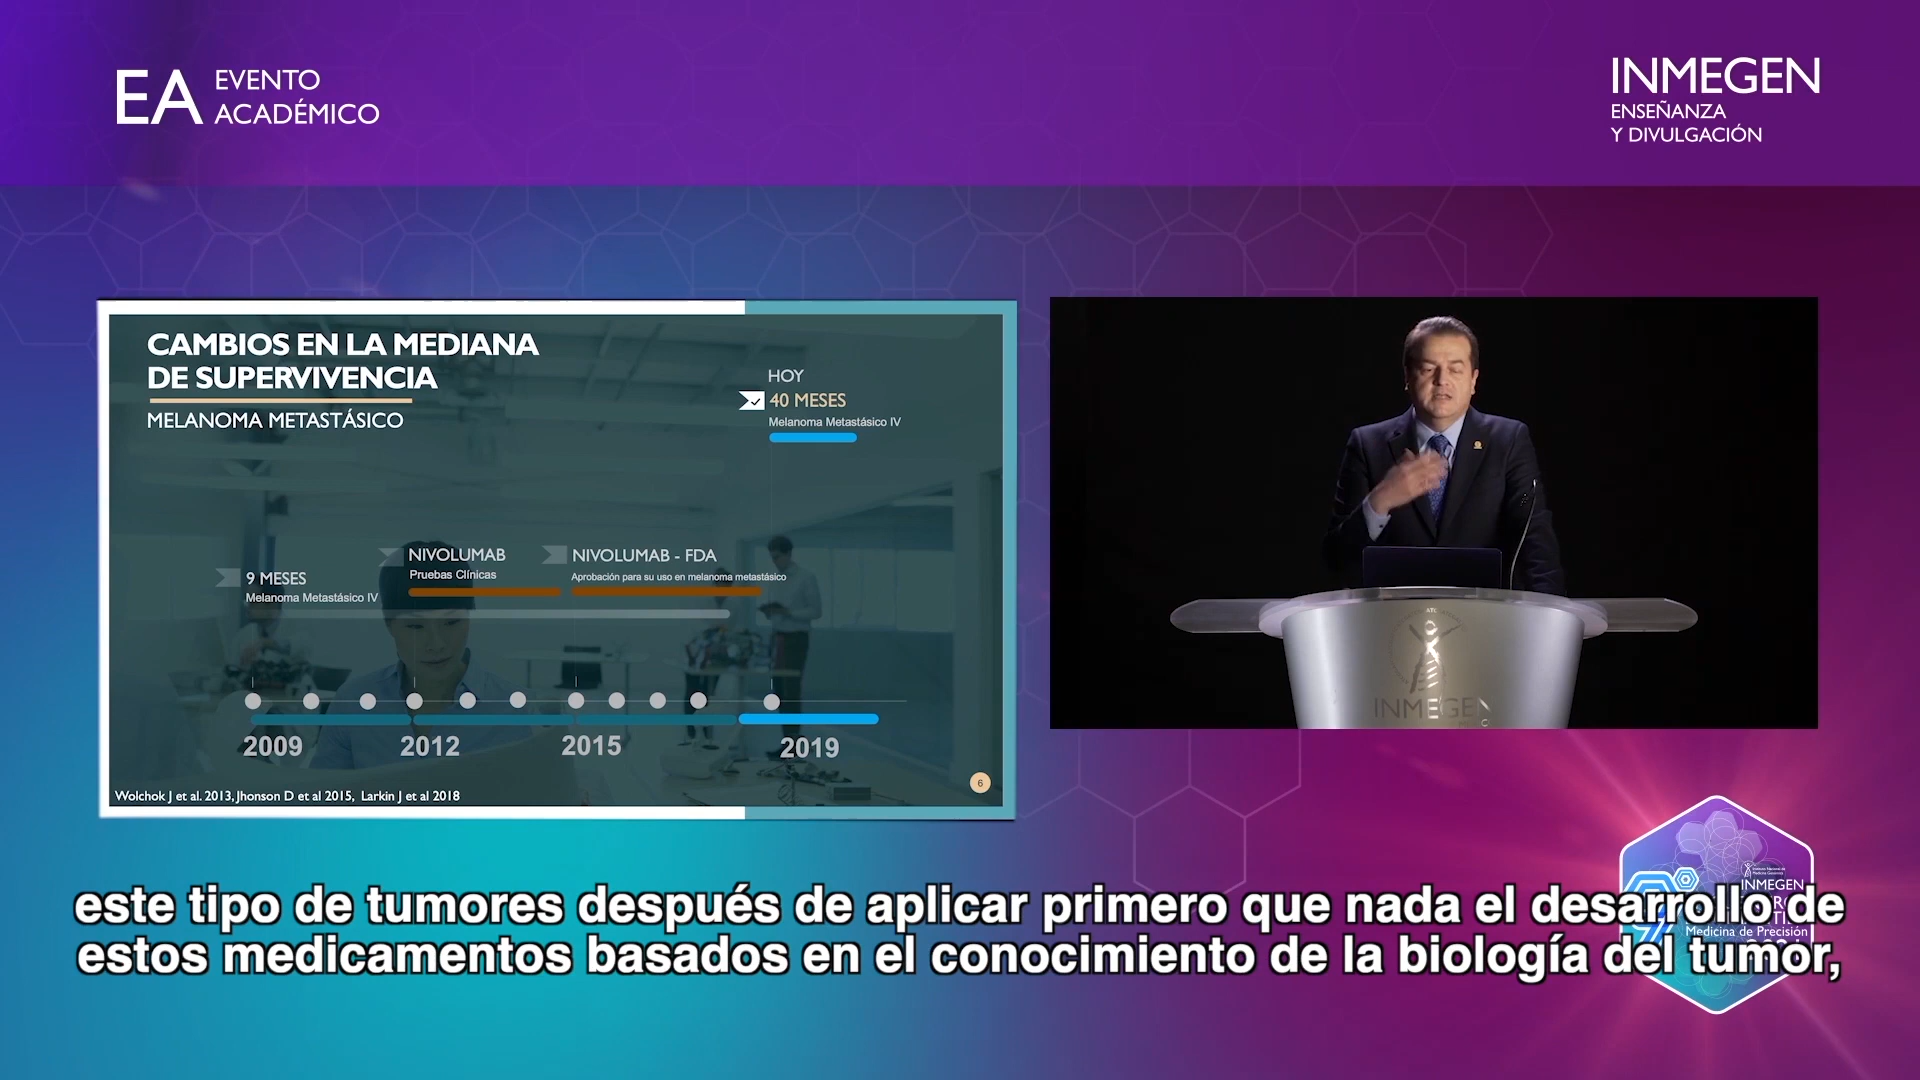 EA EVENTO
ACADÉMICO
INMEGEN
ENSEÑANZA
Y DIVULGACIÓN
CAMBIOS EN LA MEDIANA
DE SUPERVIVENCIA
MELANOMA METASTÁSICO
HOY
40 MESES
Melanoma Metastásico IV
NIVOLUMAB
Pruebas Clínicas
NIVOLUMAB - FDA
Aprobación para su uso en melanoma metastásico
9 MESES
Melanoma Metastásico IV
2009
2012
2015
2019
Wolchok J et al. 2013, Jhonson D et al 2015, Larkin J et al 2018
6
INMEGEN
INMEGEN
Medicina de Precisión
este tipo de tumores después de aplicar primero que nada el desarrollo de
estos medicamentos basados en el conocimiento de la biología del tumor,